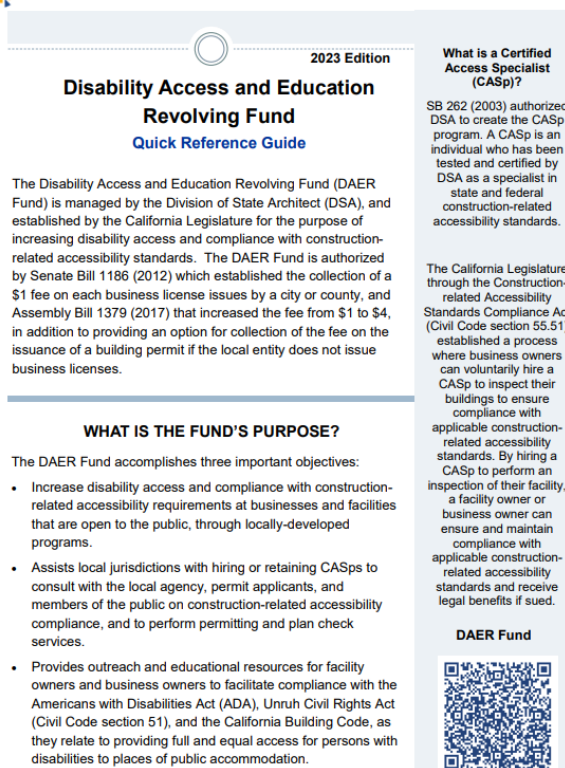 2023 Edition
Disability Access and Education
Revolving Fund
Quick Reference Guide
The Disability Access and Education Revolving Fund (DAER
Fund) is managed by the Division of State Architect (DSA), and
established by the California Legislature for the purpose of
increasing disability access and compliance with construction-
related accessibility standards.  The DAER Fund is authorized
by Senate Bill 1186 (2012) which established the collection of a
$1 fee on each business license issues by a city or county, and
Assembly Bill 1379 (2017) that increased the fee from $1 to $4,
in addition to providing an option for collection of the fee on the
issuance of a building permit if the local entity does not issue
business licenses.
WHAT IS THE FUND'S PURPOSE?
The DAER Fund accomplishes three important objectives:
• Increase disability access and compliance with construction-
related accessibility requirements at businesses and facilities
that are open to the public, through locally-developed
programs.
• Assists local jurisdictions with hiring or retaining CASps to
consult with the local agency, permit applicants, and
members of the public on construction-related accessibility
compliance, and to perform permitting and plan check
services.
• Provides outreach and educational resources for facility
owners and business owners to facilitate compliance with the
Americans with Disabilities Act (ADA), Unruh Civil Rights Act
(Civil Code section 51), and the California Building Code, as
they relate to providing full and equal access for persons with
disabilities to places of public accommodation.
What is a Certified
Access Specialist
(CASp)?
SB 262 (2003) authorized
DSA to create the CASp
program. A CASp is an
individual who has been
tested and certified by
DSA as a specialist in
state and federal
construction-related
accessibility standards.
The California Legislature
through the Construction-
related Accessibility
Standards Compliance Ac
(Civil Code section 55.51)
established a process
where business owners
can voluntarily hire a
CASp to inspect their
buildings to ensure
compliance with
applicable construction-
related accessibility
standards. By hiring a
CASp to perform an
inspection of their facility,
a facility owner or
business owner can
ensure and maintain
compliance with
applicable construction-
related accessibility
standards and receive
legal benefits if sued.
DAER Fund